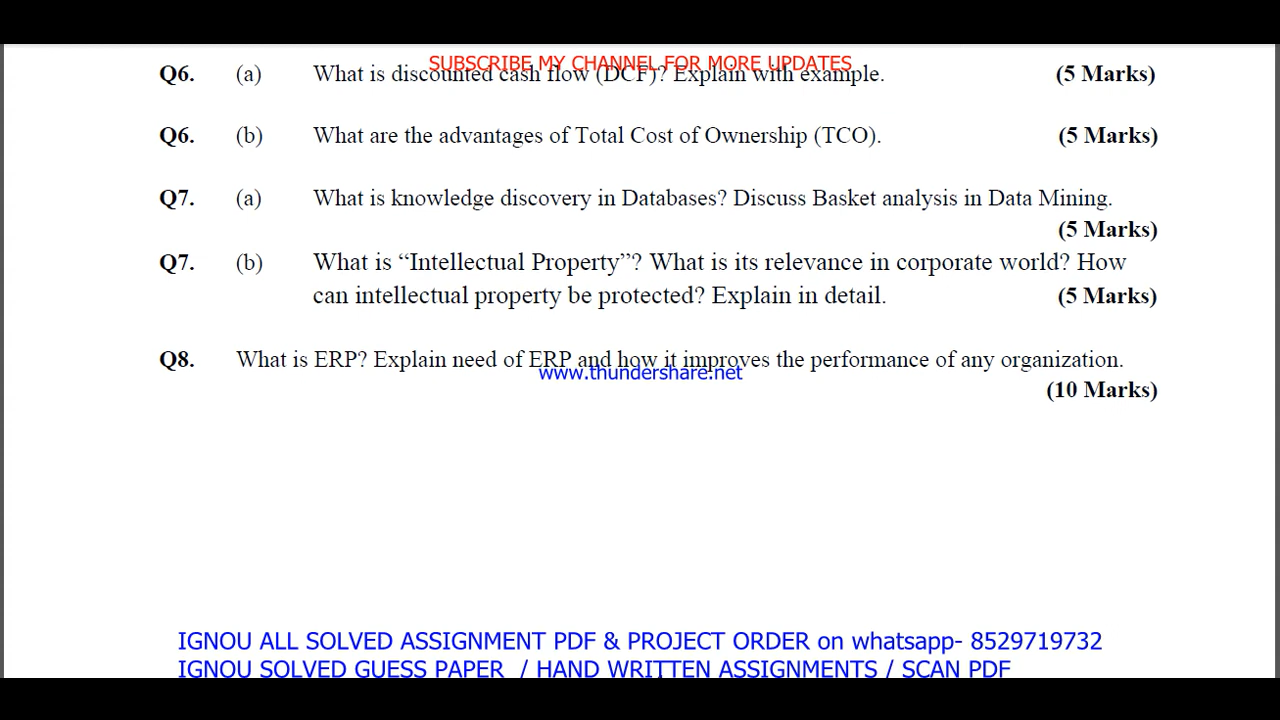 SUBSCRIBE MY CHANNEL FOR MORE UPDATES
Q6. (a) What is discounted cash flow (DCF)? Explain with example. (5 Marks)
Q6. (b) What are the advantages of Total Cost of Ownership (TCO). (5 Marks)
Q7. (a) What is knowledge discovery in Databases? Discuss Basket analysis in Data Mining.
(5 Marks)
Q7. (b) What is “Intellectual Property”? What is its relevance in corporate world? How
can intellectual property be protected? Explain in detail. (5 Marks)
Q8. What is ERP? Explain need of ERP and how it improves the performance of any organization.
www.thundershare.net
(10 Marks)
IGNOU ALL SOLVED ASSIGNMENT PDF & PROJECT ORDER on whatsapp- 8529719732
IGNOU SOLVED GUESS PAPER / HAND WRITTEN ASSIGNMENTS / SCAN PDF